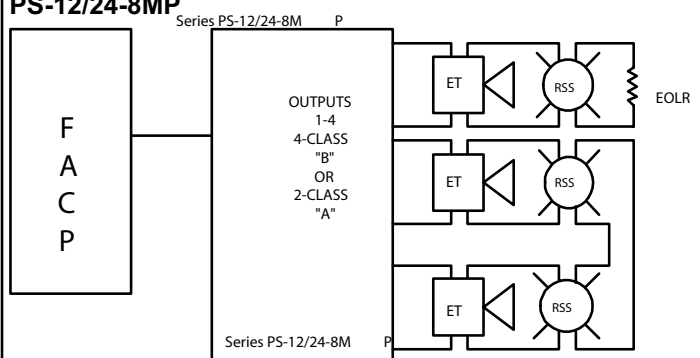 PS-12/24-8MP
Series PS-12/24-8M P
F
A
C
P
OUTPUTS
1-4
4-CLASS
"B"
OR
2-CLASS
"A"
ET
RSS
EOLR
ET
RSS
ET
RSS
Series PS-12/24-8M P